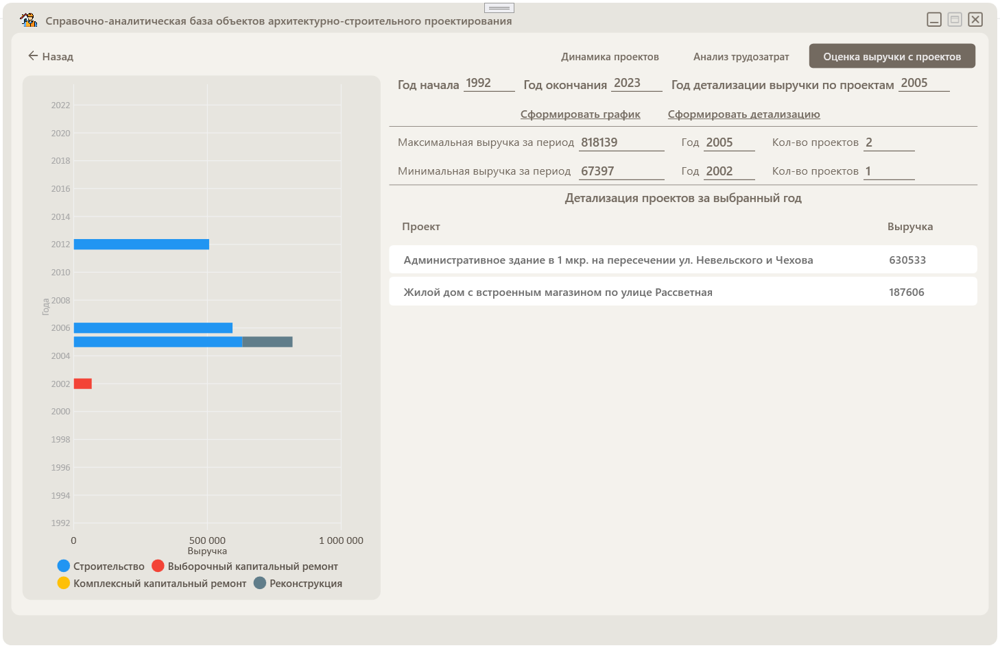 Справочно-аналитическая база объектов архитектурно-строительного проектирования
Назад
Динамика проектов
Анализ трудозатрат
Оценка выручки с проектов
Год начала 1992 Год окончания 2023 Год детализации выручки по проектам 2005
Сформировать график Сформировать детализацию
Максимальная выручка за период 818139 Год 2005 Кол-во проектов 2
Минимальная выручка за период 67397 Год 2002 Кол-во проектов 1
Детализация проектов за выбранный год
Проект Выручка
Административное здание в 1 мкр. на пересечении ул. Невельского и Чехова 630533
Жилой дом с встроенным магазином по улице Рассветная 187606
2022
2020
2018
2016
2014
2012
2010
2008
Года
2006
2004
2002
2000
1998
1996
1994
1992
0 500 000 1 000 000
Выручка
Строительство Выборочный капитальный ремонт
Комплексный капитальный ремонт Реконструкция